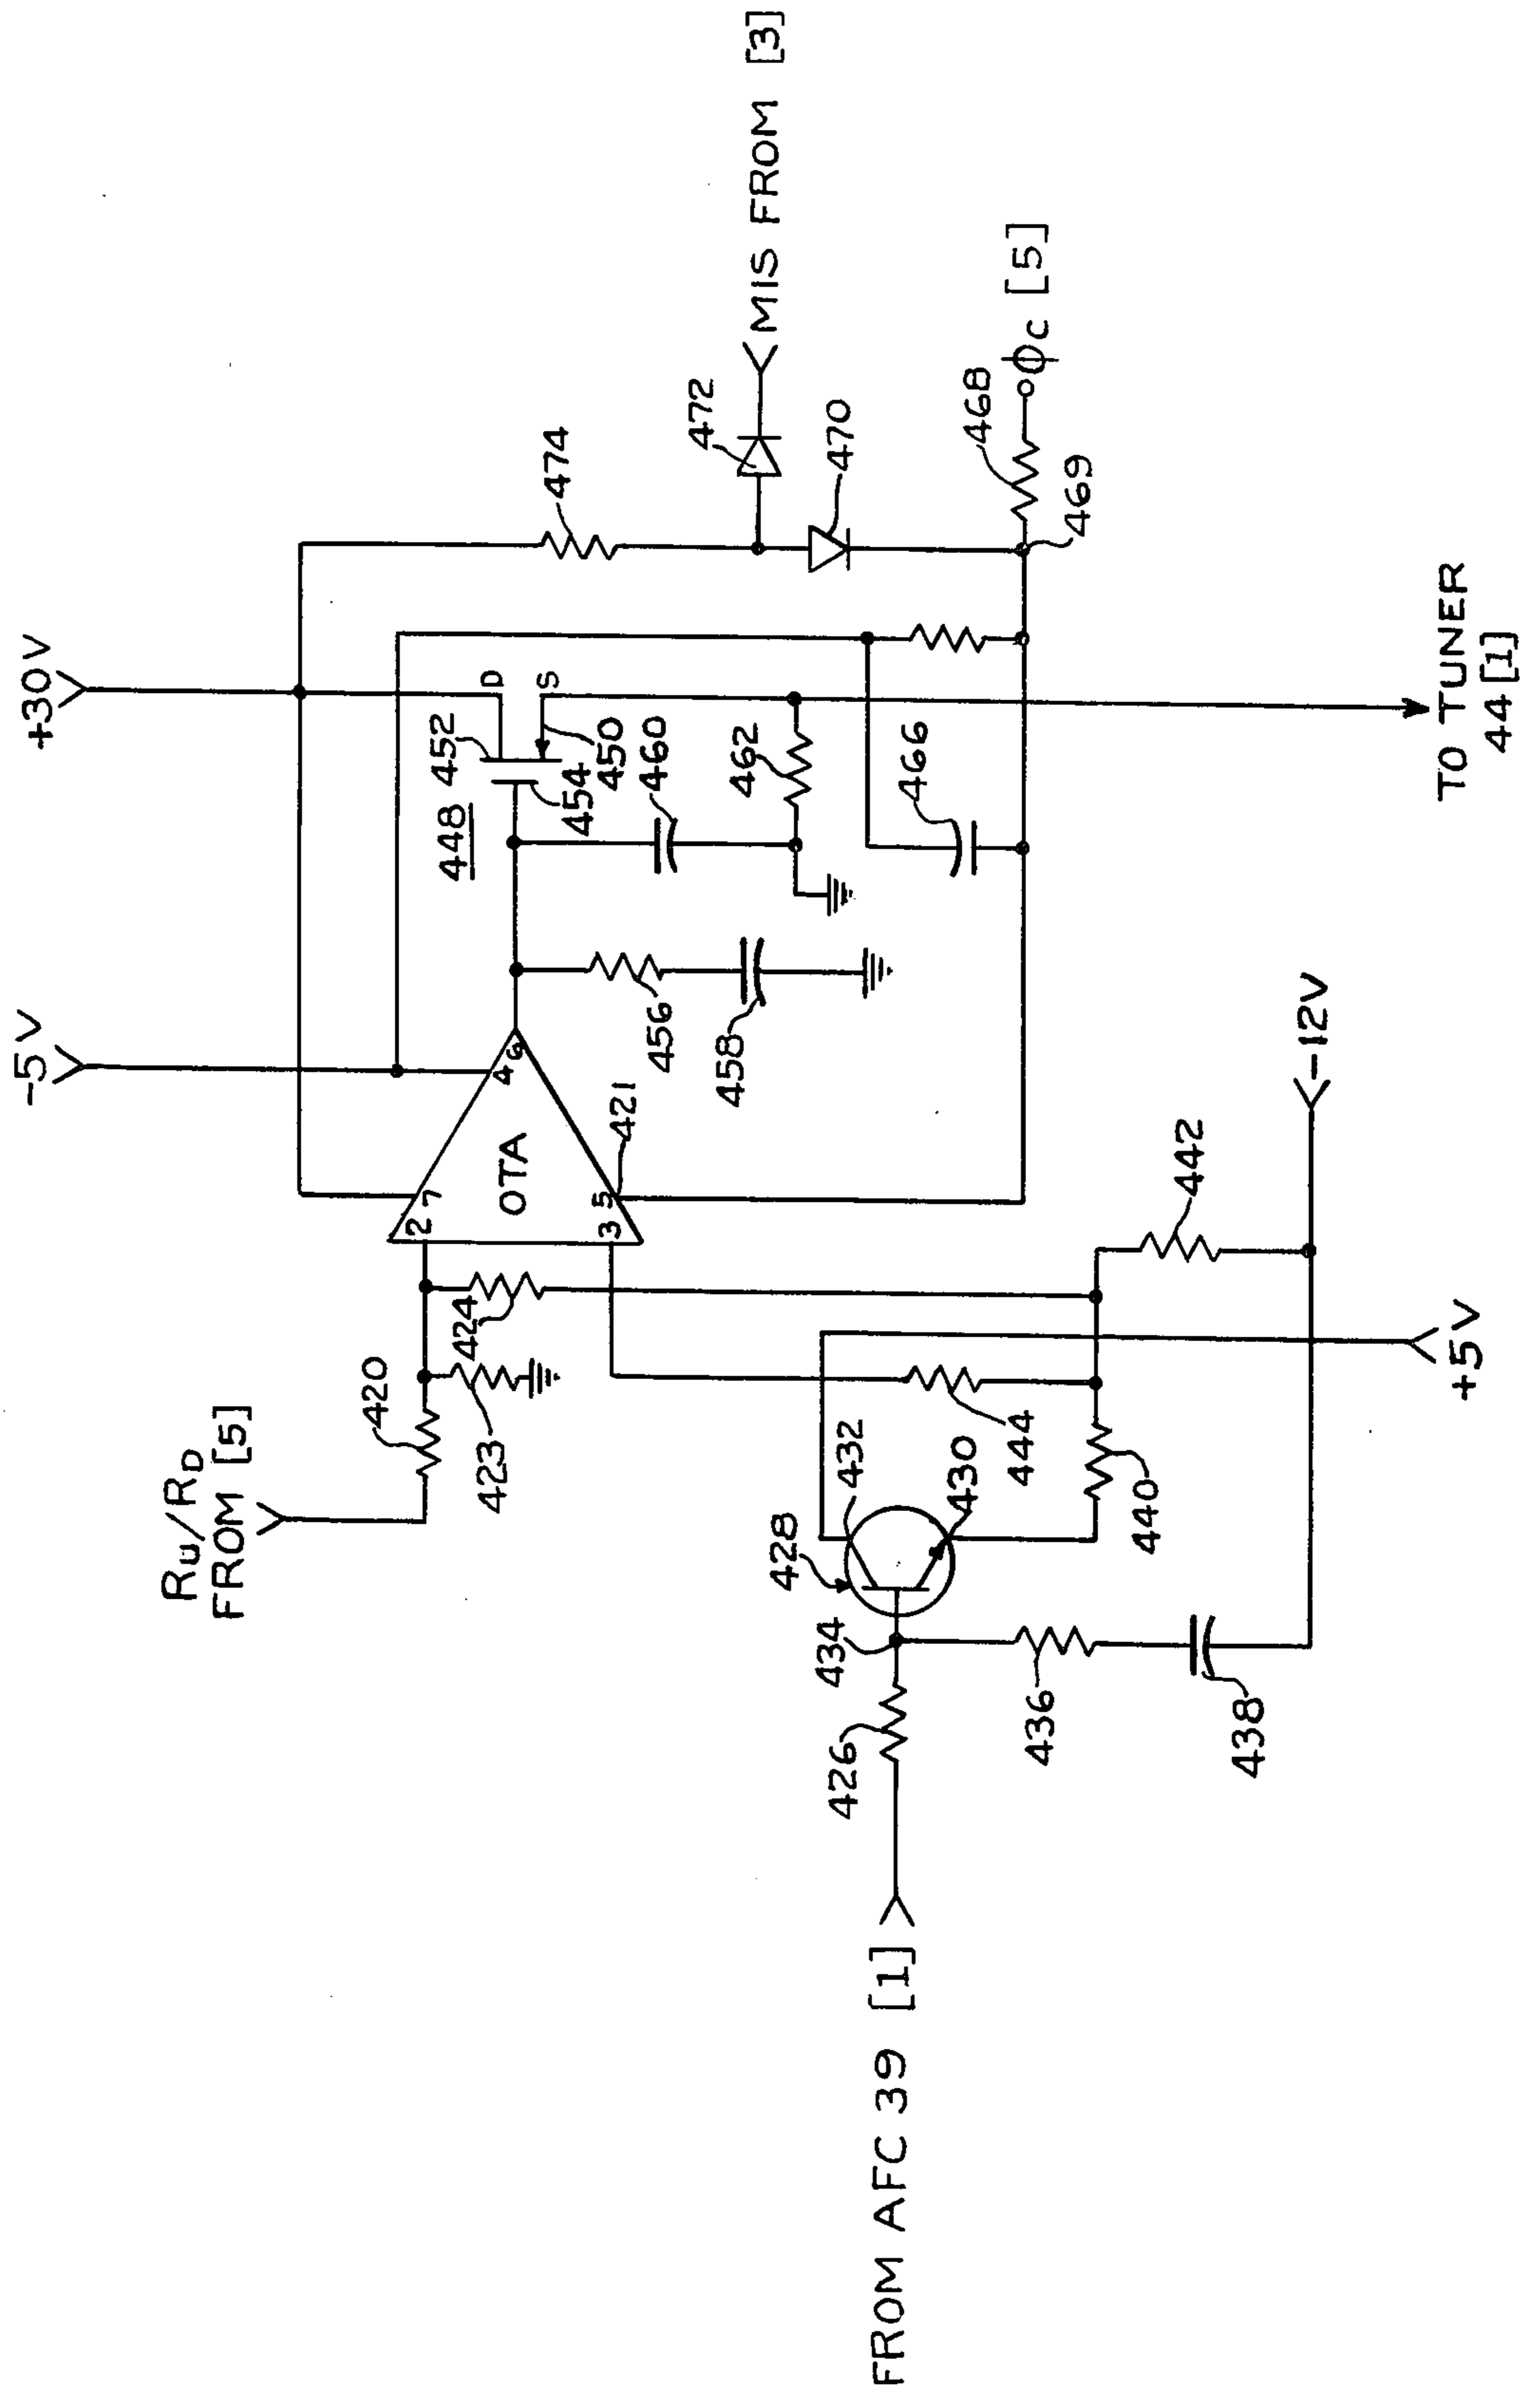 +30V
-5V
RU/RD
FROM [5]
420
423
424
2
7
OTA
3
5
4
6
421
448
452
454
450
D
S
456
458
460
462
466
474
472
470
468
469
MIS FROM [3]
ϕC [5]
TO TUNER
44 [1]
FROM AFC 39 [1]
426
434
428
432
430
436
438
440
444
442
-12V
+5V